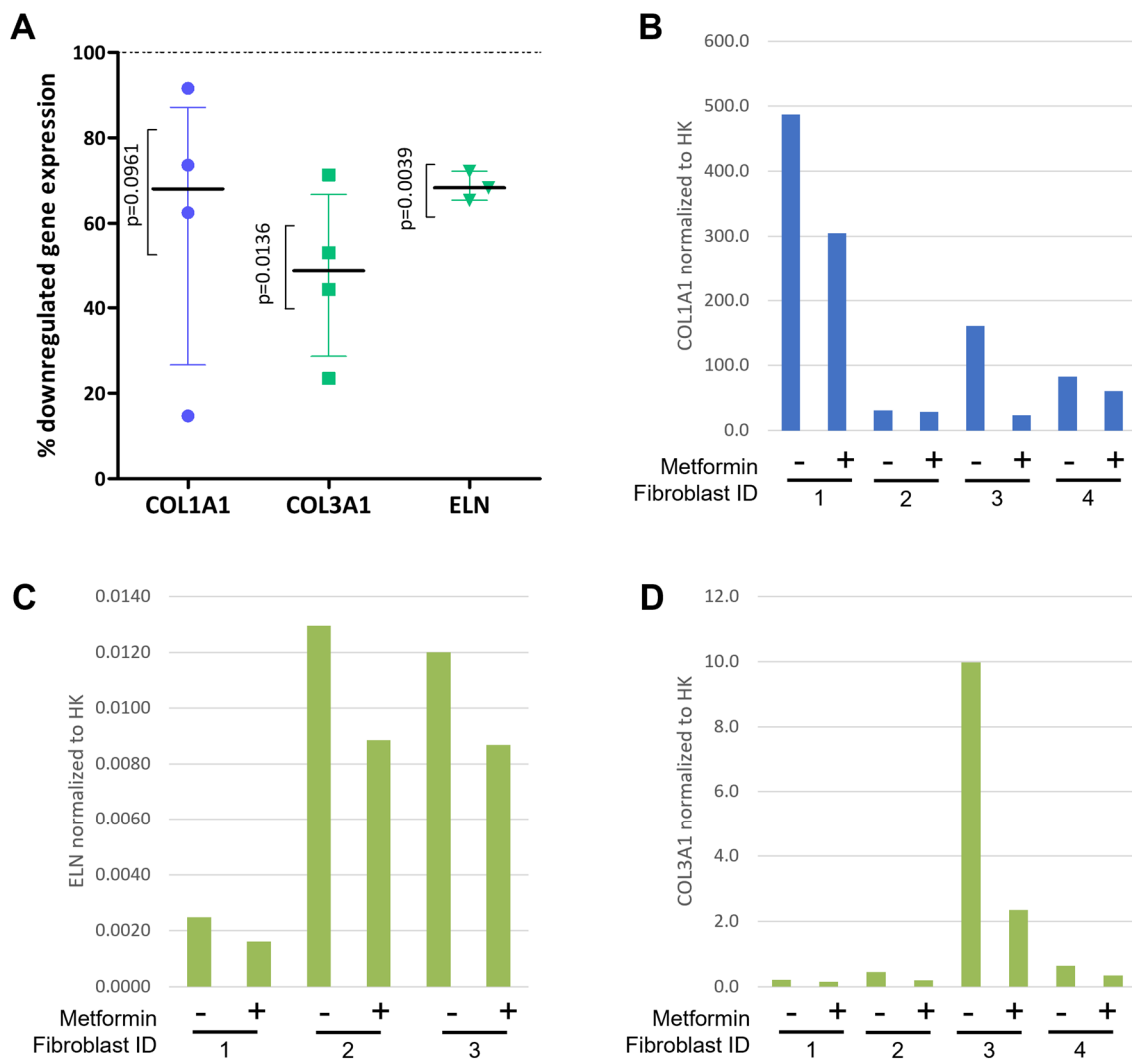 A
% downregulated gene expression
100
80
60
40
20
0
p=0.0961
p=0.0136
p=0.0039
COL1A1 COL3A1 ELN
B
COL1A1 normalized to HK
600.0
500.0
400.0
300.0
200.0
100.0
0.0
Metformin - + - + - + - +
Fibroblast ID 1 2 3 4
C
ELN normalized to HK
0.0140
0.0120
0.0100
0.0080
0.0060
0.0040
0.0020
0.0000
Metformin - + - + - +
Fibroblast ID 1 2 3
D
COL3A1 normalized to HK
12.0
10.0
8.0
6.0
4.0
2.0
0.0
Metformin - + - + - + - +
Fibroblast ID 1 2 3 4